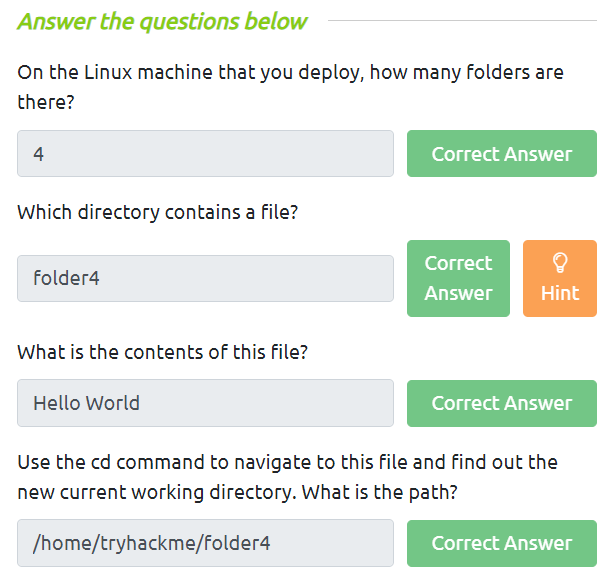 Answer the questions below
On the Linux machine that you deploy, how many folders are
there?
4
Correct Answer
Which directory contains a file?
folder4
Correct
Answer
Hint
What is the contents of this file?
Hello World
Correct Answer
Use the cd command to navigate to this file and find out the
new current working directory. What is the path?
/home/tryhackme/folder4
Correct Answer